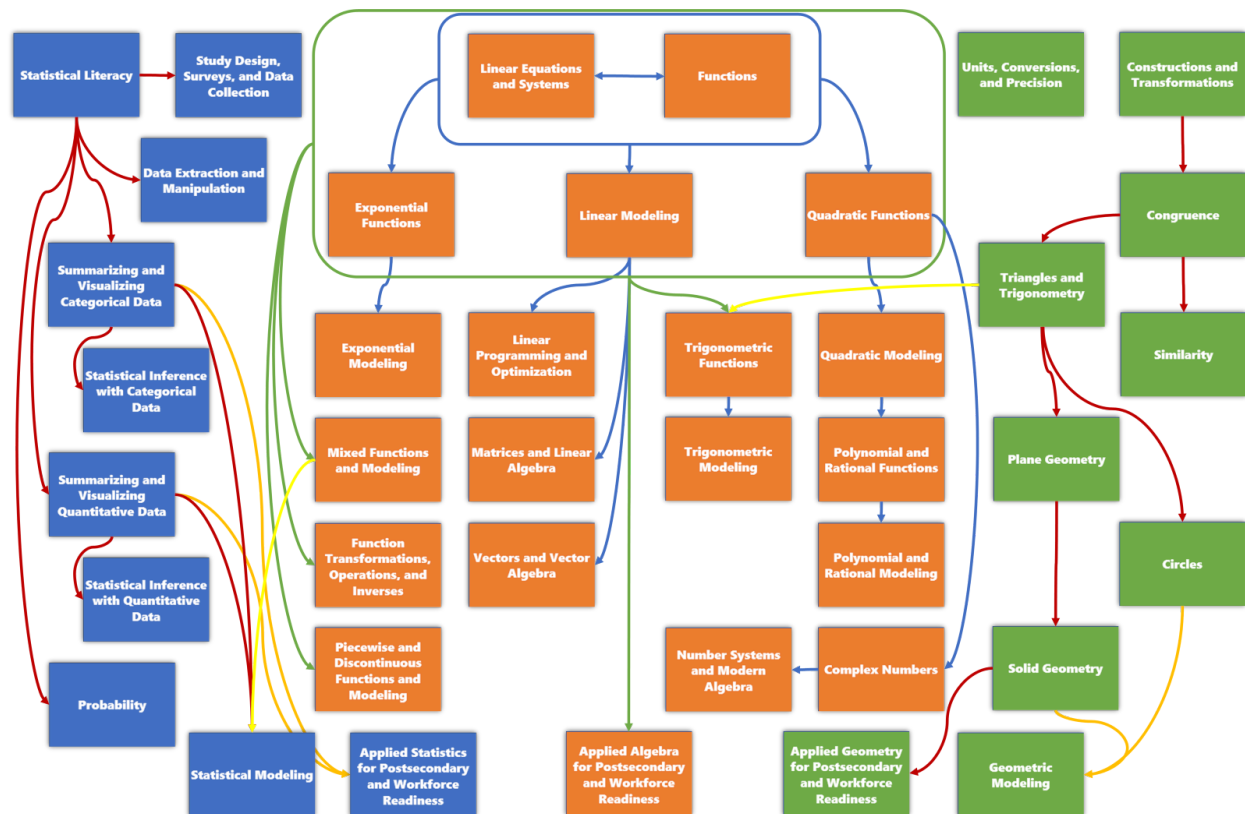 Statistical Literacy
Study Design,
Surveys, and Data
Collection
Linear Equations
and Systems
Functions
Units, Conversions,
and Precision
Constructions and
Transformations
Data Extraction and
Manipulation
Exponential
Functions
Linear Modeling
Quadratic Functions
Congruence
Summarizing and
Visualizing
Categorical Data
Triangles and
Trigonometry
Exponential
Modeling
Linear
Programming and
Optimization
Trigonometric
Functions
Quadratic Modeling
Similarity
Statistical Inference
with Categorical
Data
Mixed Functions
and Modeling
Matrices and Linear
Algebra
Trigonometric
Modeling
Polynomial and
Rational Functions
Plane Geometry
Summarizing and
Visualizing
Quantitative Data
Function
Transformations,
Operations, and
Inverses
Vectors and Vector
Algebra
Polynomial and
Rational Modeling
Circles
Statistical Inference
with Quantitative
Data
Piecewise and
Discontinuous
Functions and
Modeling
Number Systems
and Modern
Algebra
Complex Numbers
Solid Geometry
Probability
Statistical Modeling
Applied Statistics
for Postsecondary
and Workforce
Readiness
Applied Algebra for
Postsecondary and
Workforce
Readiness
Applied Geometry
for Postsecondary
and Workforce
Readiness
Geometric
Modeling